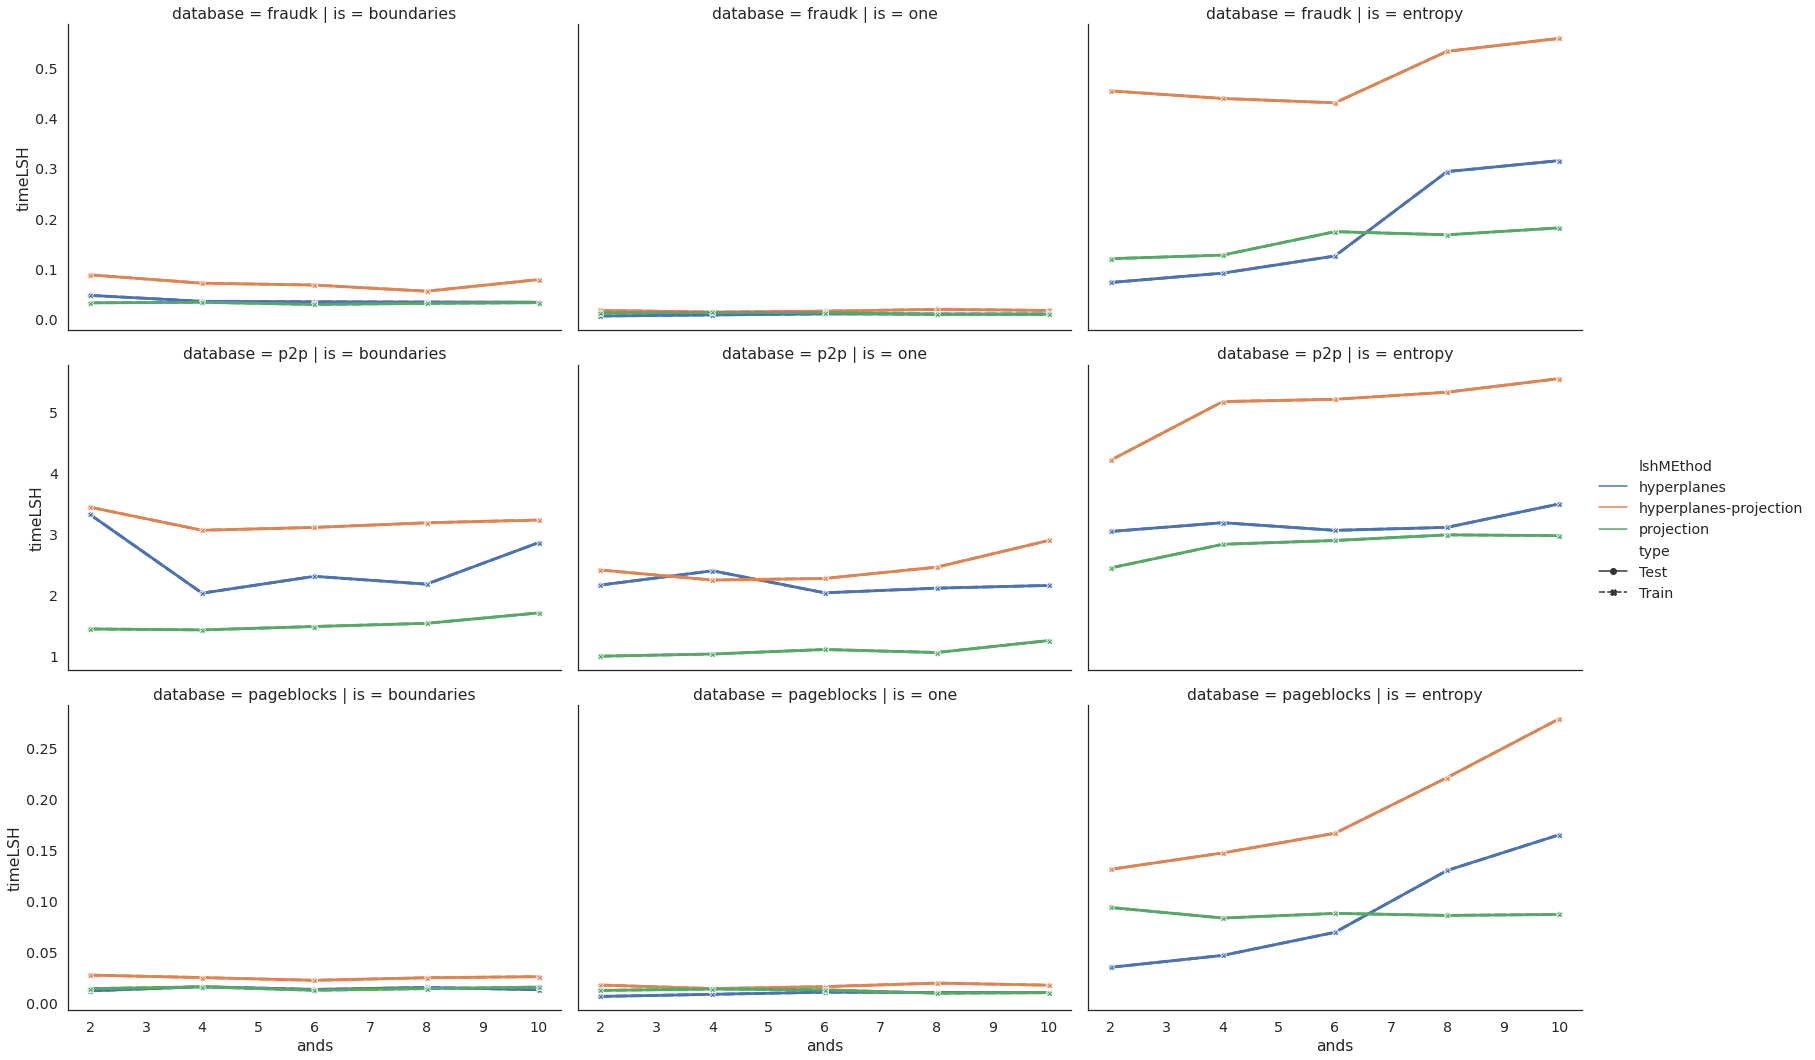 database = fraudk | is = boundaries
database = fraudk | is = one
database = fraudk | is = entropy
0.5
0.4
0.3
0.2
0.1
0.0
timeLSH
database = p2p | is = boundaries
database = p2p | is = one
database = p2p | is = entropy
5
4
3
2
1
timeLSH
lshMEthod
hyperplanes
hyperplanes-projection
projection
type
Test
Train
database = pageblocks | is = boundaries
database = pageblocks | is = one
database = pageblocks | is = entropy
0.25
0.20
0.15
0.10
0.05
0.00
timeLSH
2 3 4 5 6 7 8 9 10
ands
2 3 4 5 6 7 8 9 10
ands
2 3 4 5 6 7 8 9 10
ands